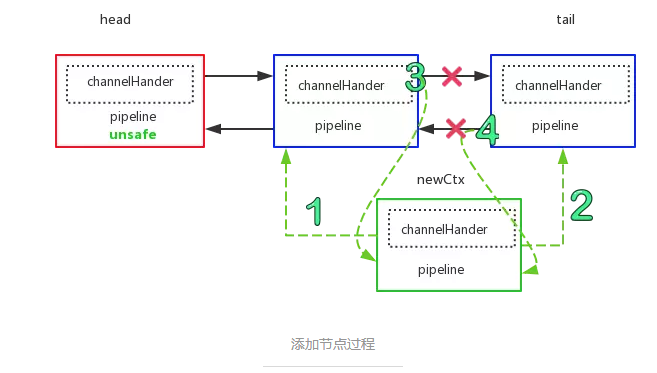 head
tail
channelHander
pipeline
unsafe
channelHander
pipeline
channelHander
pipeline
3
4
1
2
newCtx
channelHander
pipeline
添加节点过程